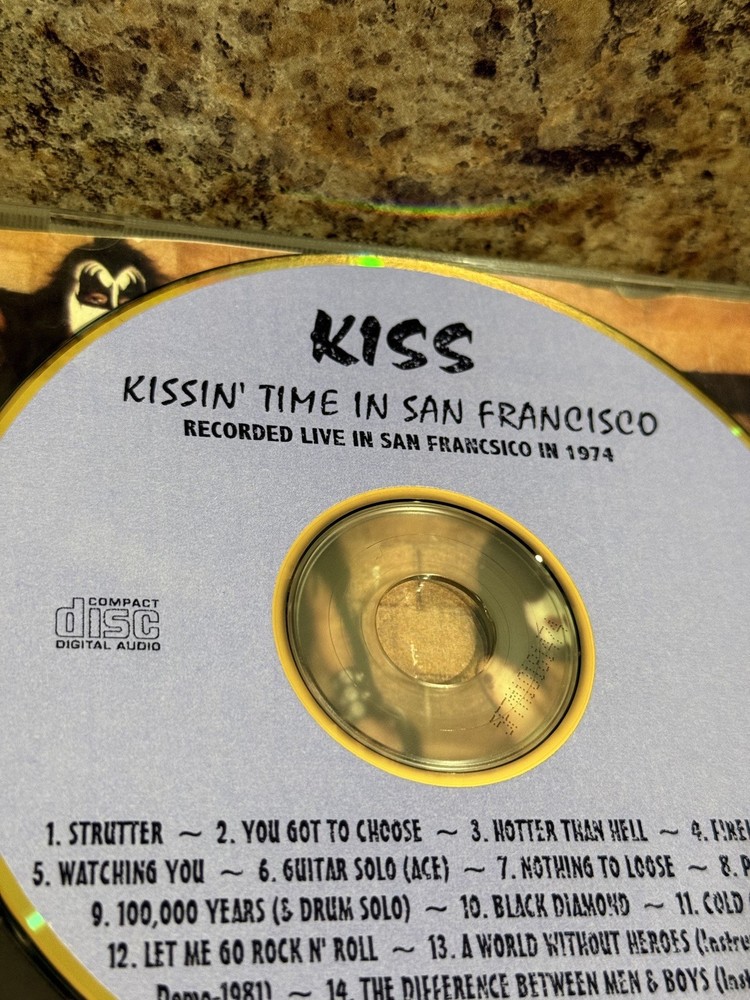 KISS
KISSIN' TIME IN SAN FRANCISCO
RECORDED LIVE IN SAN FRANCSICO IN 1974
COMPACT
disc
DIGITAL AUDIO
1. STRUTTER ~ 2. YOU GOT TO CHOOSE ~ 3. HOTTER THAN HELL ~ 4.
5. WATCHING YOU ~ 6. GUITAR SOLO (ACE) ~ 7. NOTHING TO LOOSE ~ 8.
9. 100,000 YEARS (& DRUM SOLO) ~ 10. BLACK DIAMOND ~ 11. COLD
12. LET ME GO ROCK N' ROLL ~ 13. A WORLD WITHOUT HEROES
Demo-1981) ~ 14. THE DIFFERENCE BETWEEN MEN & BOYS